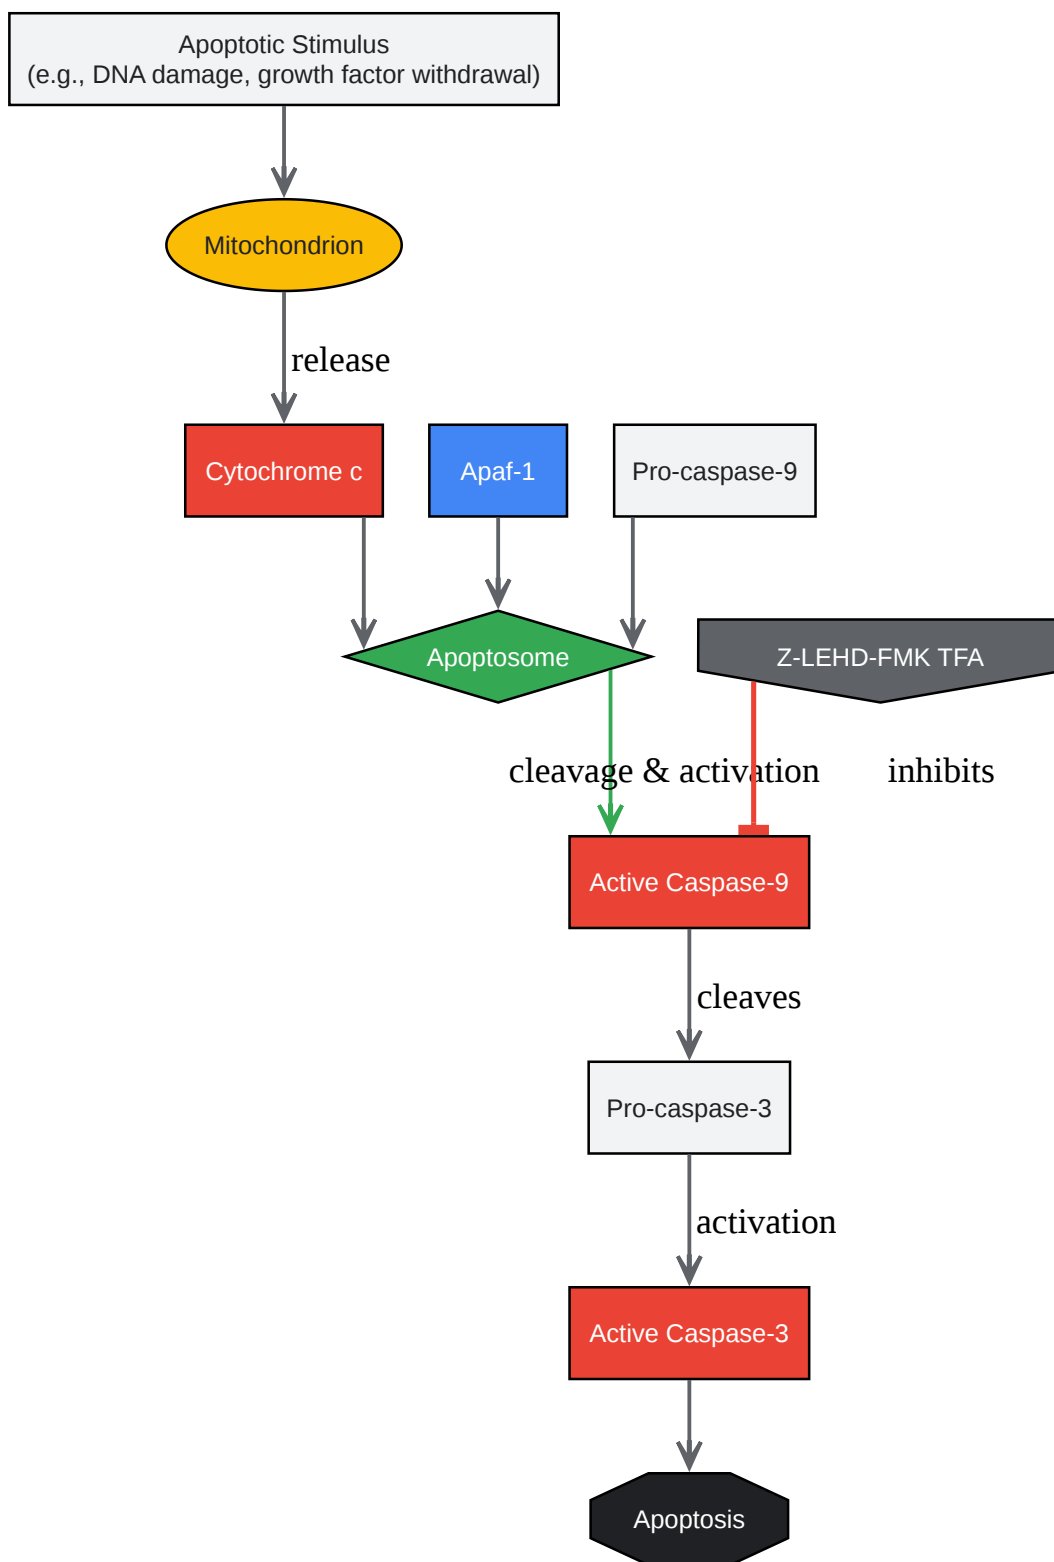 Apoptotic Stimulus
(e.g., DNA damage, growth factor withdrawal)
Mitochondrion
release
Cytochrome c
Apaf-1
Pro-caspase-9
Apoptosome
Z-LEHD-FMK TFA
cleavage & activation
inhibits
Active Caspase-9
cleaves
Pro-caspase-3
activation
Active Caspase-3
Apoptosis